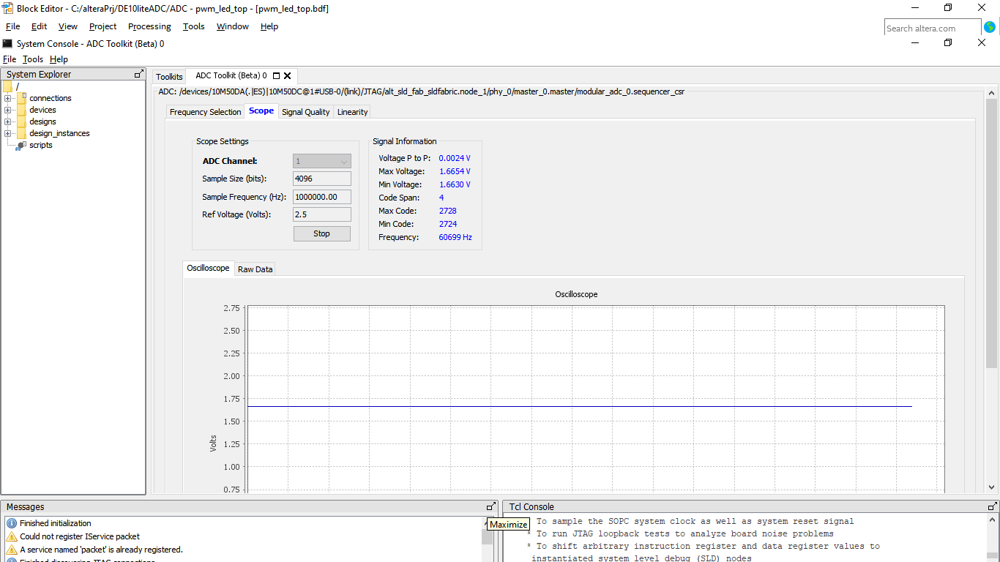 Block Editor - C:/alteraPrj/DE10liteADC/ADC - pwm_led_top - [pwm_led_top.bdf]
File Edit View Project Processing Tools Window Help
Search altera.com
System Console - ADC Toolkit (Beta) 0
File Tools Help
System Explorer
/
connections
devices
designs
design_instances
scripts
Toolkits ADC Toolkit (Beta) 0
ADC: /devices/10M50DA(.|ES)|10M50DC@1#USB-0/(link)/JTAG/alt_sld_fab_sldfabric.node_1/phy_0/master_0.master/modular_adc_0.sequencer_csr
Frequency Selection Scope Signal Quality Linearity
Scope Settings
ADC Channel: 1
Sample Size (bits): 4096
Sample Frequency (Hz): 1000000.00
Ref Voltage (Volts): 2.5
Stop
Signal Information
Voltage P to P: 0.0024 V
Max Voltage: 1.6654 V
Min Voltage: 1.6630 V
Code Span: 4
Max Code: 2728
Min Code: 2724
Frequency: 60699 Hz
Oscilloscope Raw Data
Oscilloscope
2.75
2.50
2.25
2.00
1.75
1.50
1.25
1.00
0.75
Volts
Messages
Finished initialization
Could not register IService packet
A service named 'packet' is already registered.
Finished discovering JTAG connections
Maximize
Tcl Console
To sample the SOPC system clock as well as system reset signal
* To run JTAG loopback tests to analyze board noise problems
* To shift arbitrary instruction register and data register values to
instantiated system level debug (SLD) nodes